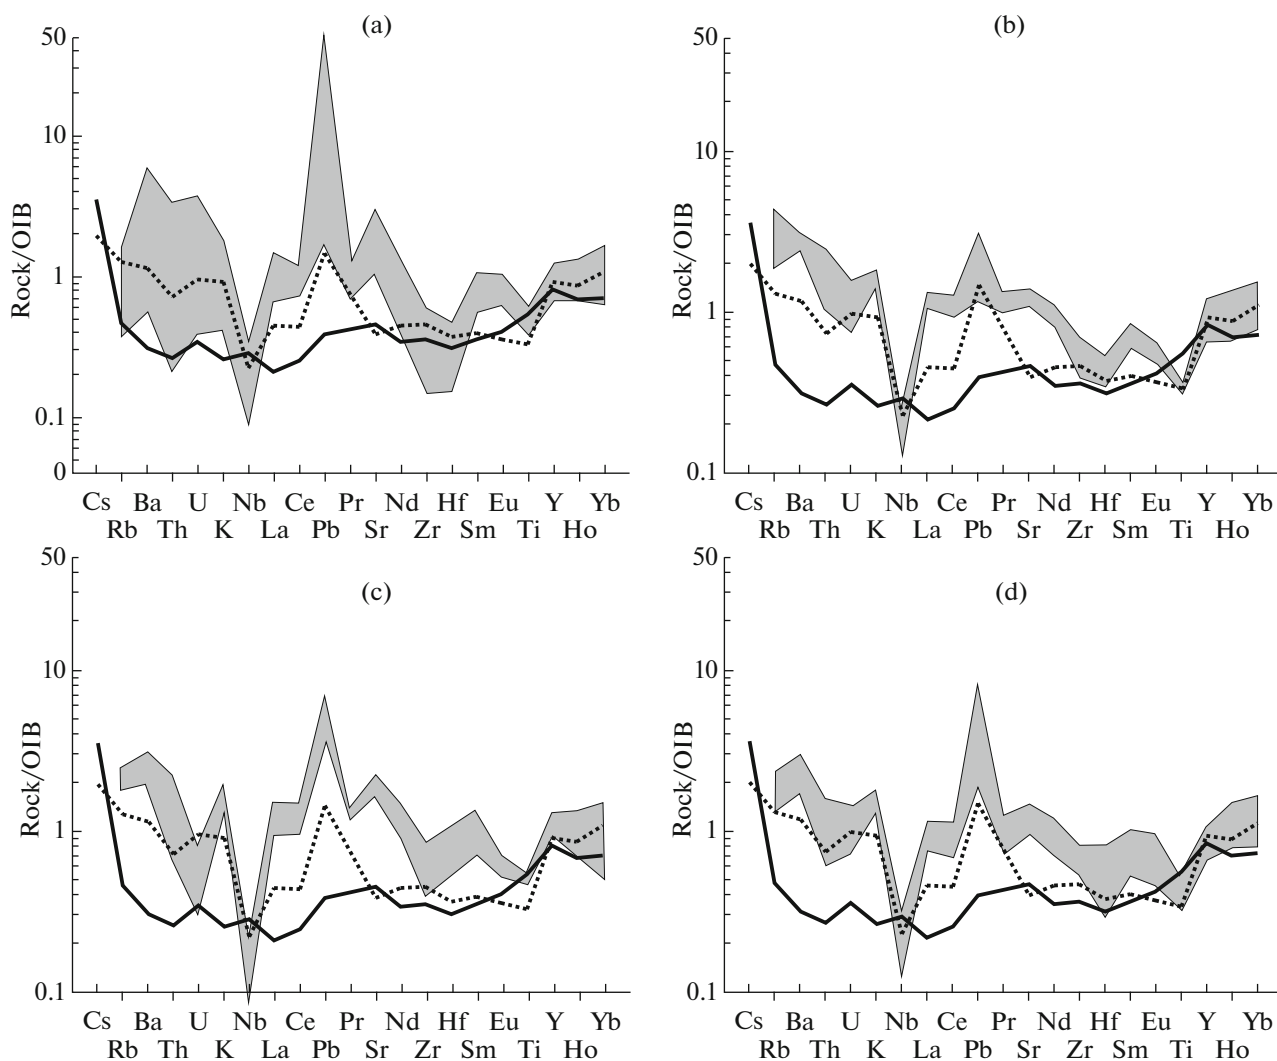 (a)
50
10
1
0.1
0
Rock/OIB
Cs Ba U Nb Ce Pr Nd Hf Eu Y Yb
Rb Th K La Pb Sr Zr Sm Ti Ho
(b)
50
10
1
0.1
Rock/OIB
Cs Ba U Nb Ce Pr Nd Hf Eu Y Yb
Rb Th K La Pb Sr Zr Sm Ti Ho
(c)
50
10
1
0.1
Rock/OIB
Cs Ba U Nb Ce Pr Nd Hf Eu Y Yb
Rb Th K La Pb Sr Zr Sm Ti Ho
(d)
50
10
1
0.1
Rock/OIB
Cs Ba U Nb Ce Pr Nd Hf Eu Y Yb
Rb Th K La Pb Sr Zr Sm Ti Ho